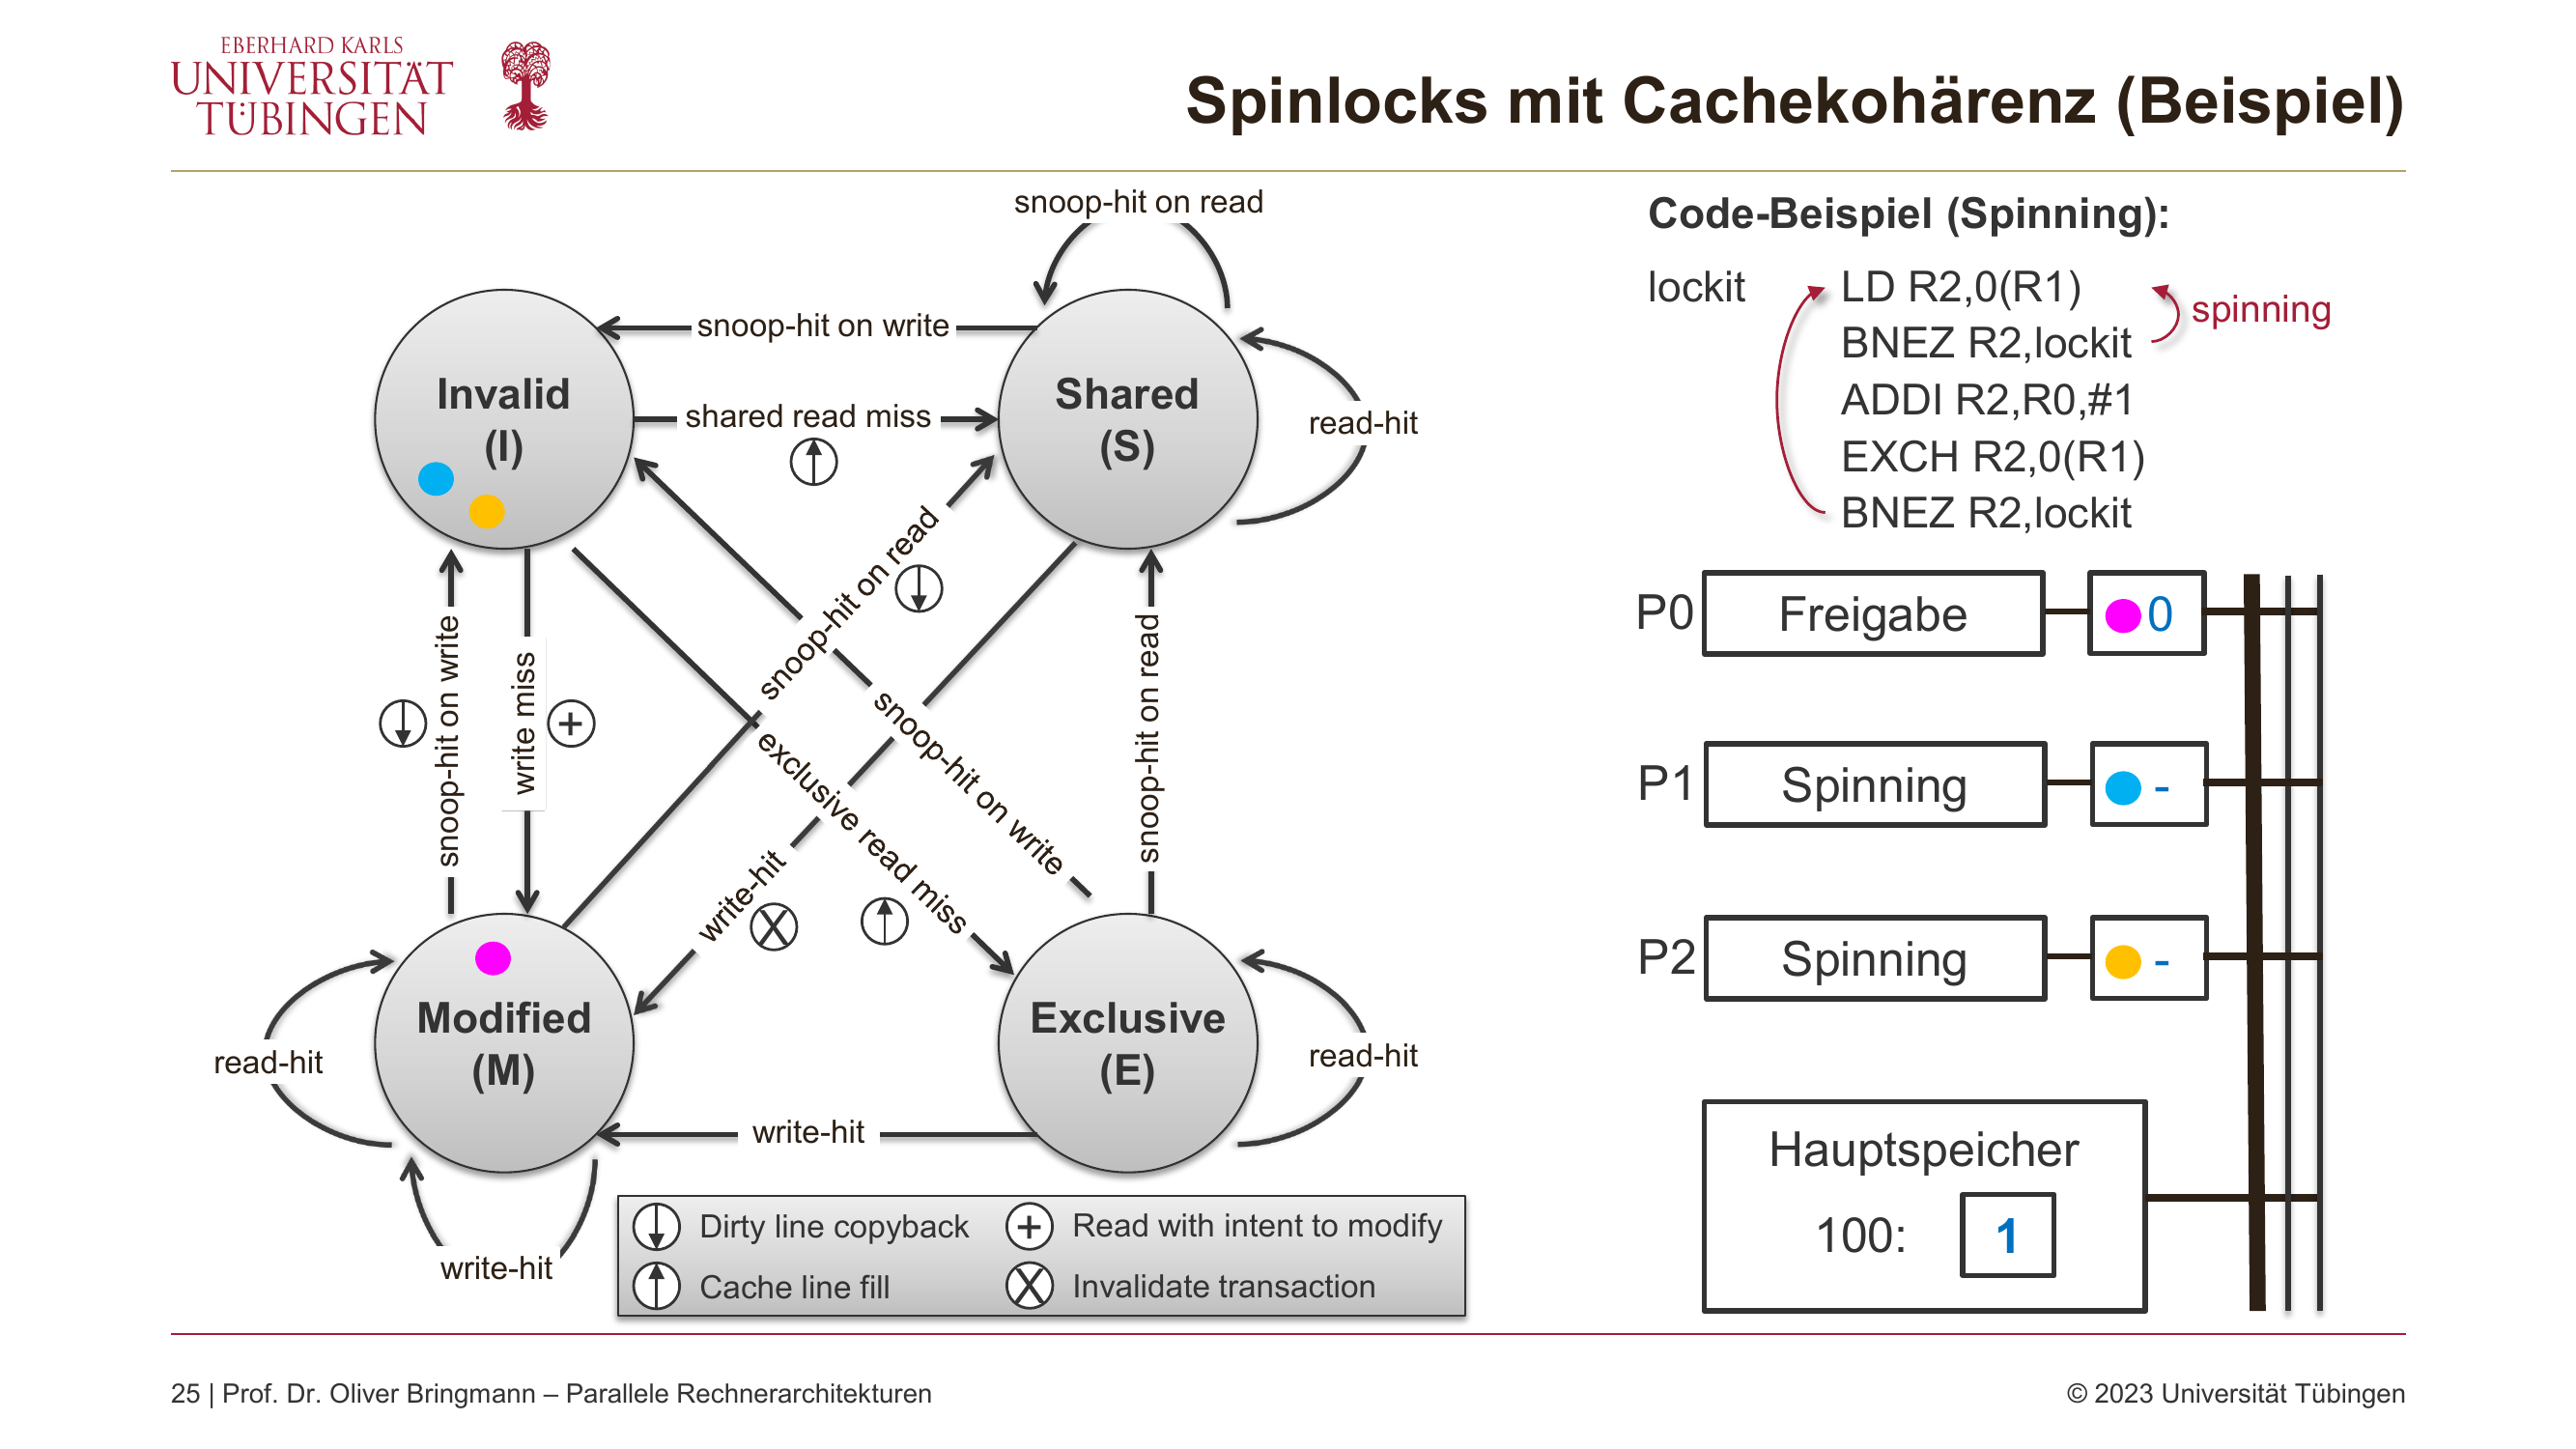 EBERHARD KARLS
UNIVERSITÄT
TÜBINGEN
Spinlocks mit Cachekohärenz (Beispiel)
snoop-hit on read
snoop-hit on write
Invalid
(I)
shared read miss
Shared
(S)
read-hit
snoop-hit on read
snoop-hit on write
write miss
+
snoop-hit on write
exclusive read miss
write-hit
X
snoop-hit on read
Modified
(M)
read-hit
write-hit
Exclusive
(E)
read-hit
write-hit
Dirty line copyback
+ Read with intent to modify
Cache line fill
X Invalidate transaction
Code-Beispiel (Spinning):
lockit LD R2,0(R1)
spinning
BNEZ R2,lockit
ADDI R2,R0,#1
EXCH R2,0(R1)
BNEZ R2,lockit
P0 Freigabe 0
P1 Spinning -
P2 Spinning -
Hauptspeicher
100: 1
25 | Prof. Dr. Oliver Bringmann – Parallele Rechnerarchitekturen
© 2023 Universität Tübingen